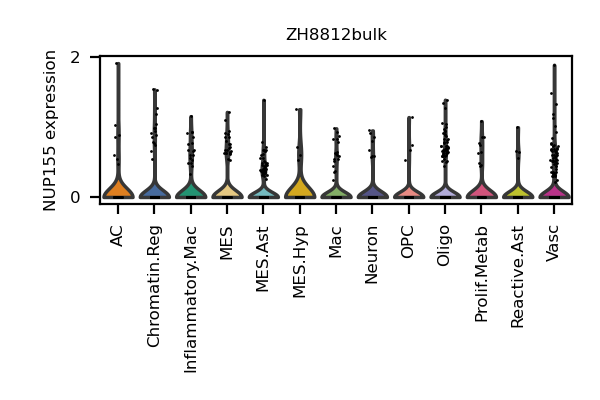 ZH8812bulk
NUP155 expression
2
0
AC
Chromatin.Reg
Inflammatory.Mac
MES
MES.Ast
MES.Hyp
Mac
Neuron
OPC
Oligo
Prolif.Metab
Reactive.Ast
Vasc